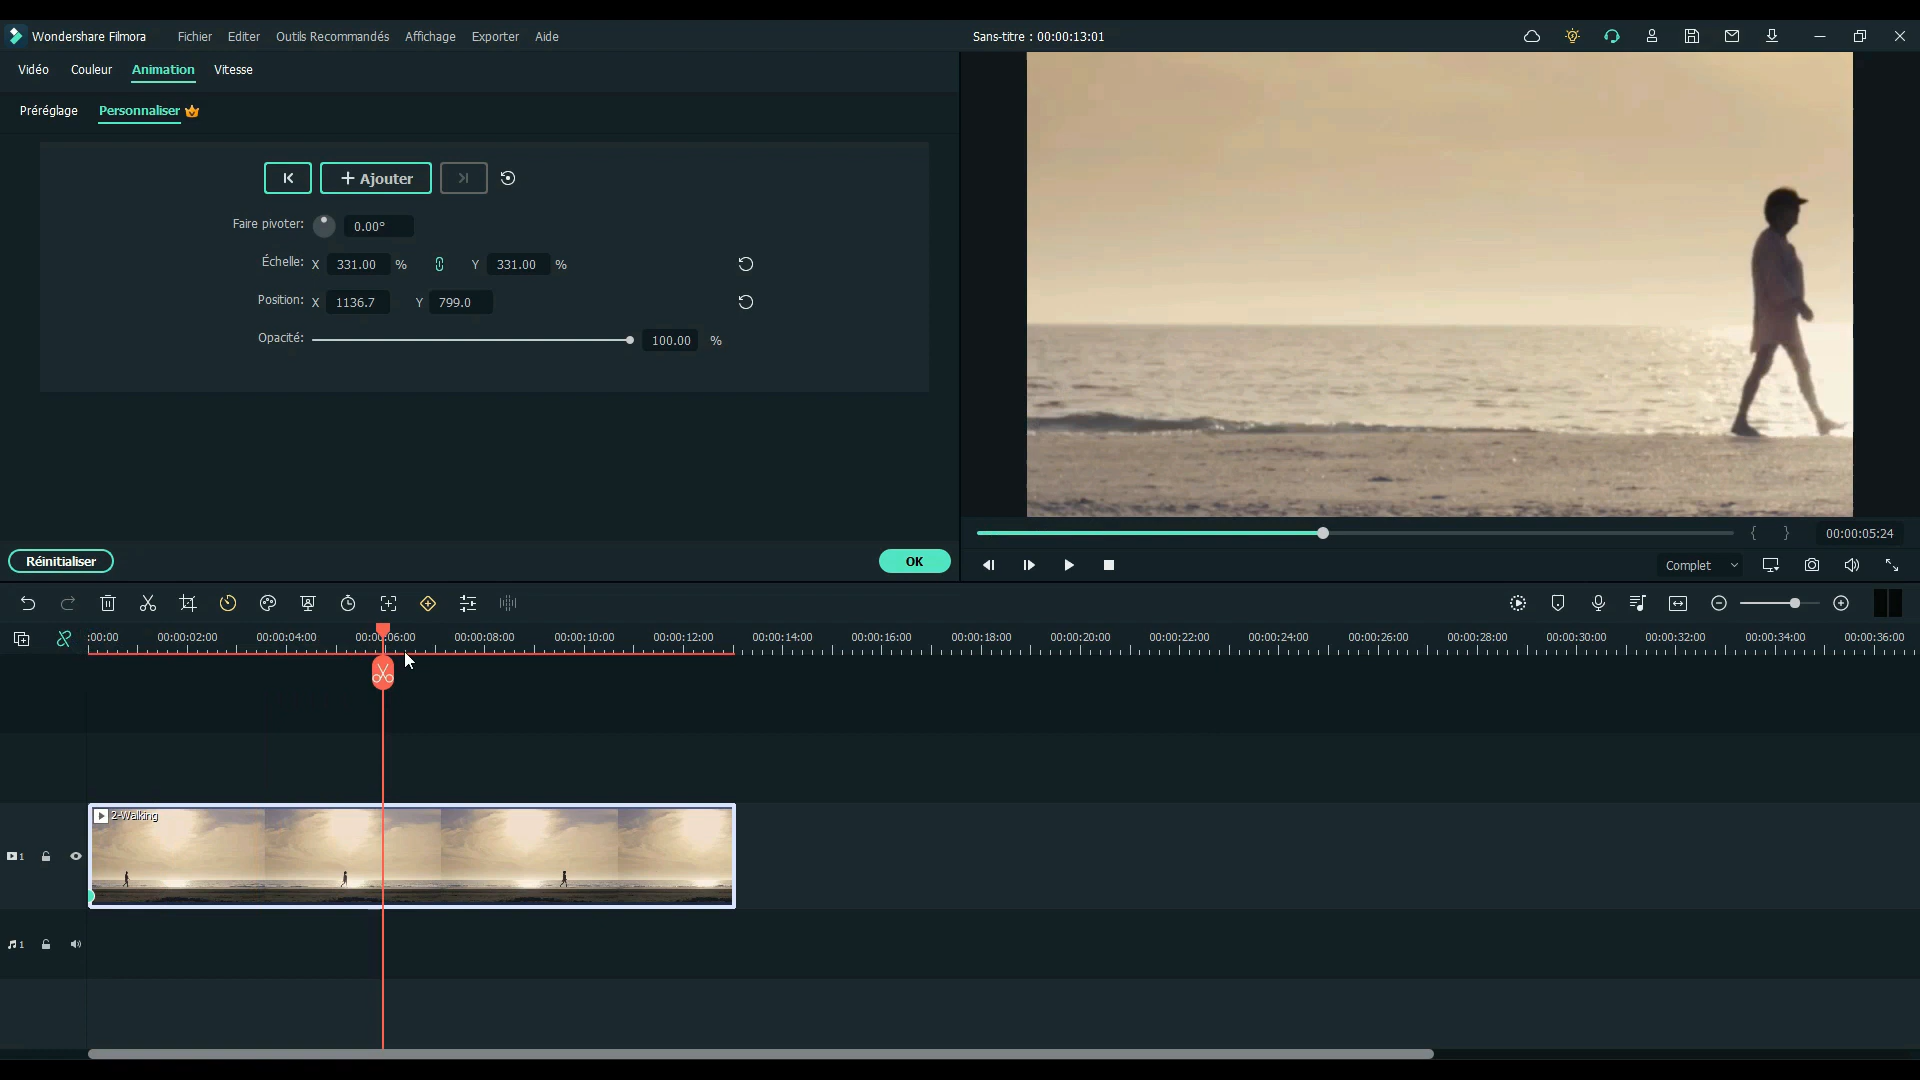 Wondershare Filmora Fichier Editer Outils Recommandés Affichage Exporter Aide Sans-titre : 00:00:13:01
Vidéo Couleur Animation Vitesse
Préréglage Personnaliser
Ajouter
Faire pivoter: 0.00°
Échelle: X 331.00 % Y 331.00 %
Position: X 1136.7 Y 799.0
Opacité: 100.00 %
00:00:05:24
Réinitialiser OK
Complet
:00:00 00:00:02:00 00:00:04:00 00:00:06:00 00:00:08:00 00:00:10:00 00:00:12:00 00:00:14:00 00:00:16:00 00:00:18:00 00:00:20:00 00:00:22:00 00:00:24:00 00:00:26:00 00:00:28:00 00:00:30:00 00:00:32:00 00:00:34:00 00:00:36:00
2-Walking
1
1